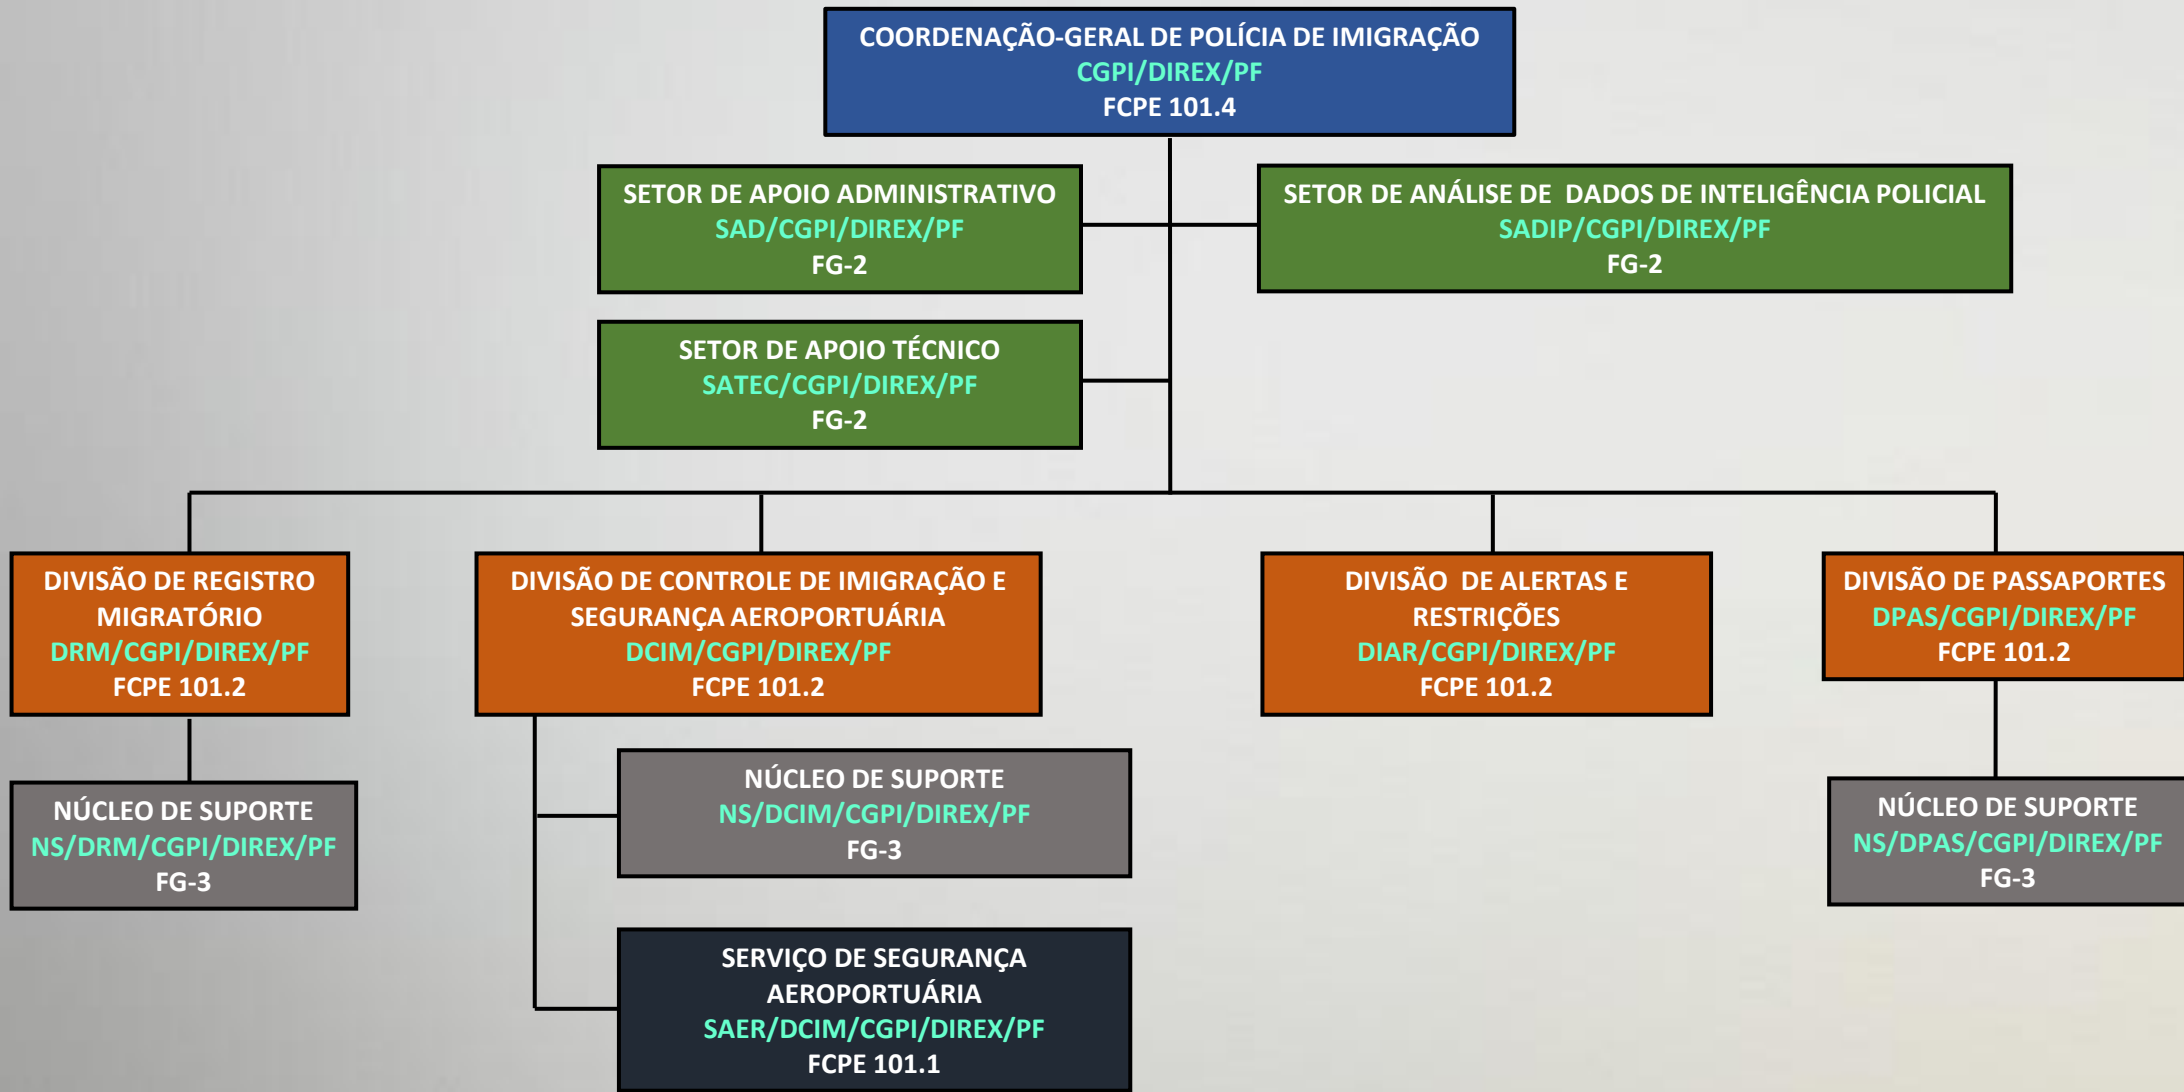 COORDENAÇÃO-GERAL DE POLÍCIA DE IMIGRAÇÃO
CGPI/DIREX/PF
FCPE 101.4
SETOR DE APOIO ADMINISTRATIVO
SAD/CGPI/DIREX/PF
FG-2
SETOR DE ANÁLISE DE  DADOS DE INTELIGÊNCIA POLICIAL
SADIP/CGPI/DIREX/PF
FG-2
SETOR DE APOIO TÉCNICO
SATEC/CGPI/DIREX/PF
FG-2
DIVISÃO DE REGISTRO
MIGRATÓRIO
DRM/CGPI/DIREX/PF
FCPE 101.2
DIVISÃO DE CONTROLE DE IMIGRAÇÃO E
SEGURANÇA AEROPORTUÁRIA
DCIM/CGPI/DIREX/PF
FCPE 101.2
DIVISÃO  DE ALERTAS E
RESTRIÇÕES
DIAR/CGPI/DIREX/PF
FCPE 101.2
DIVISÃO DE PASSAPORTES
DPAS/CGPI/DIREX/PF
FCPE 101.2
NÚCLEO DE SUPORTE
NS/DRM/CGPI/DIREX/PF
FG-3
NÚCLEO DE SUPORTE
NS/DCIM/CGPI/DIREX/PF
FG-3
NÚCLEO DE SUPORTE
NS/DPAS/CGPI/DIREX/PF
FG-3
SERVIÇO DE SEGURANÇA
AEROPORTUÁRIA
SAER/DCIM/CGPI/DIREX/PF
FCPE 101.1